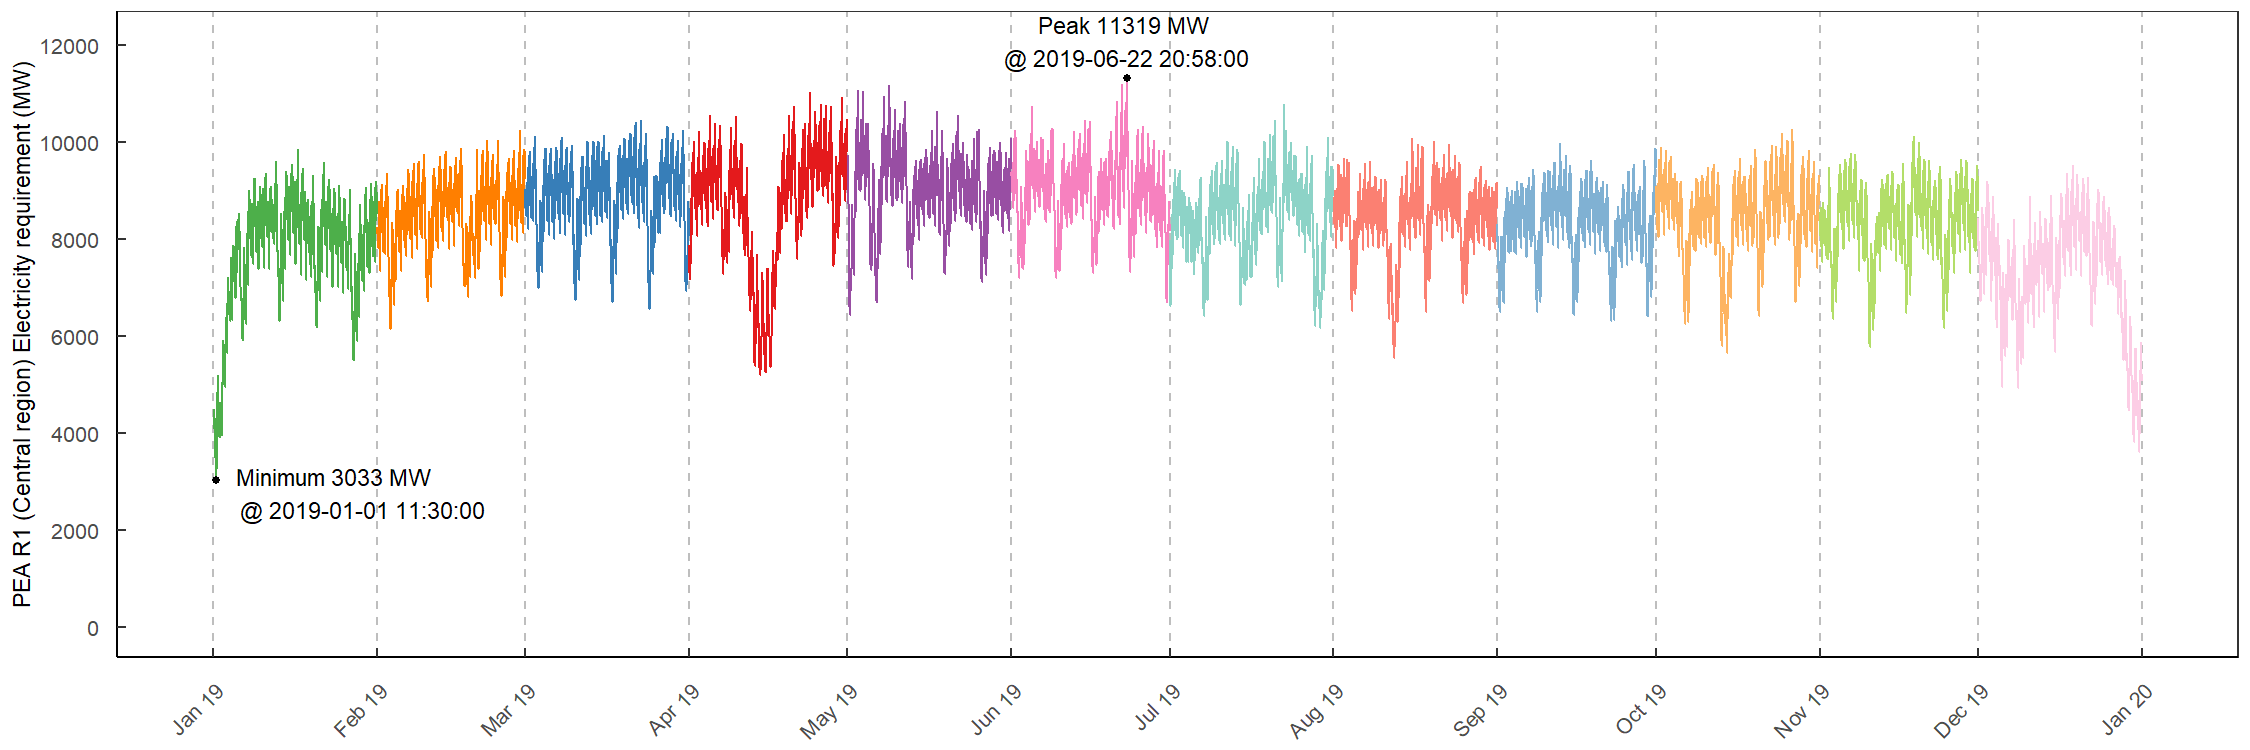 Peak 11319 MW
@ 2019-06-22 20:58:00
PEA R1 (Central region) Electricity requirement (MW)
12000
10000
8000
6000
4000
2000
0
Minimum 3033 MW
@ 2019-01-01 11:30:00
Jan 19
Feb 19
Mar 19
Apr 19
May 19
Jun 19
Jul 19
Aug 19
Sep 19
Oct 19
Nov 19
Dec 19
Jan 20